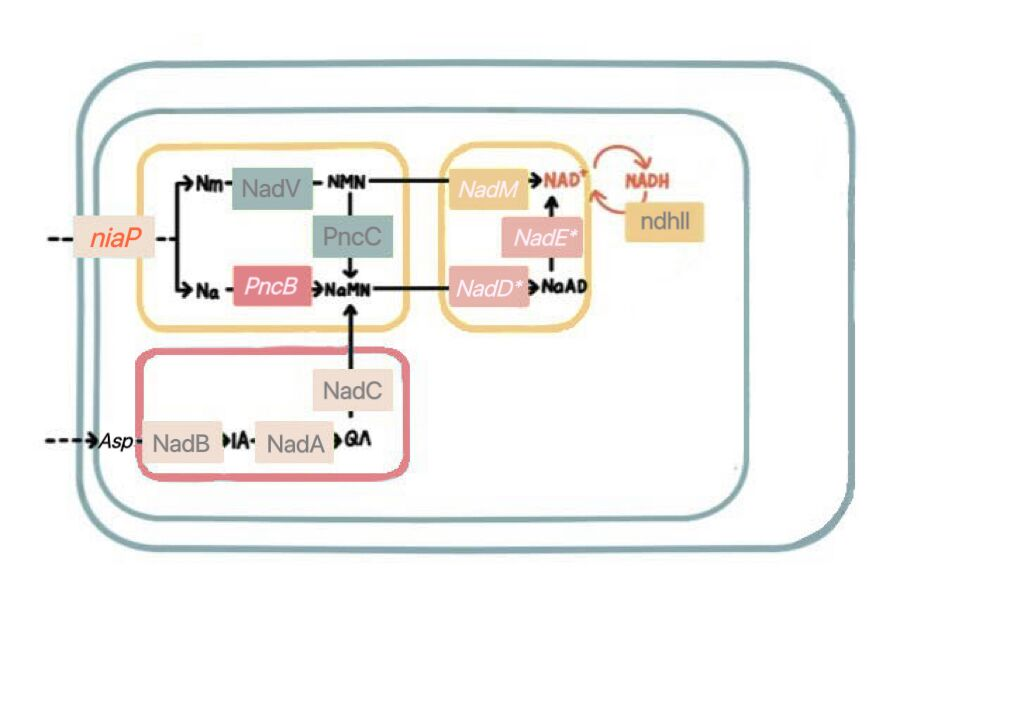 Nm NadV NMN NadM NAD+ NADH
niaP PncC NadE* ndhII
Na PncB NaMN NadD* NaAD
NadC
Asp NadB IA NadA QA